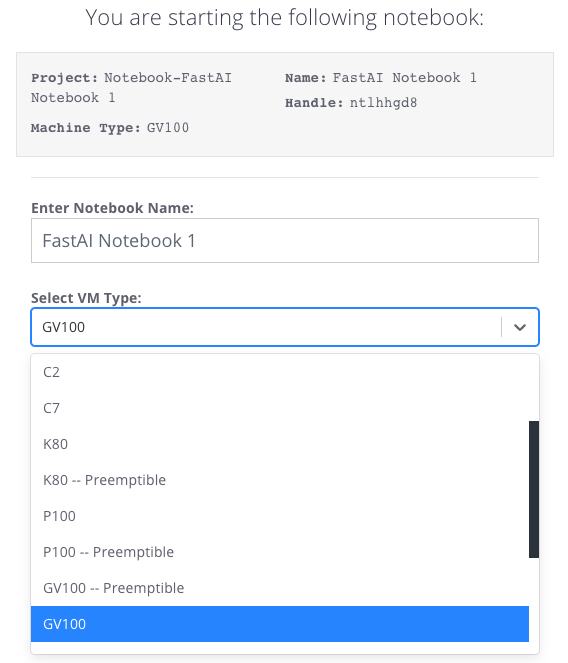 You are starting the following notebook:
Project: Notebook-FastAI Notebook 1
Name: FastAI Notebook 1
Handle: ntlhhgd8
Machine Type: GV100
Enter Notebook Name:
FastAI Notebook 1
Select VM Type:
GV100
C2
C7
K80
K80 -- Preemptible
P100
P100 -- Preemptible
GV100 -- Preemptible
GV100